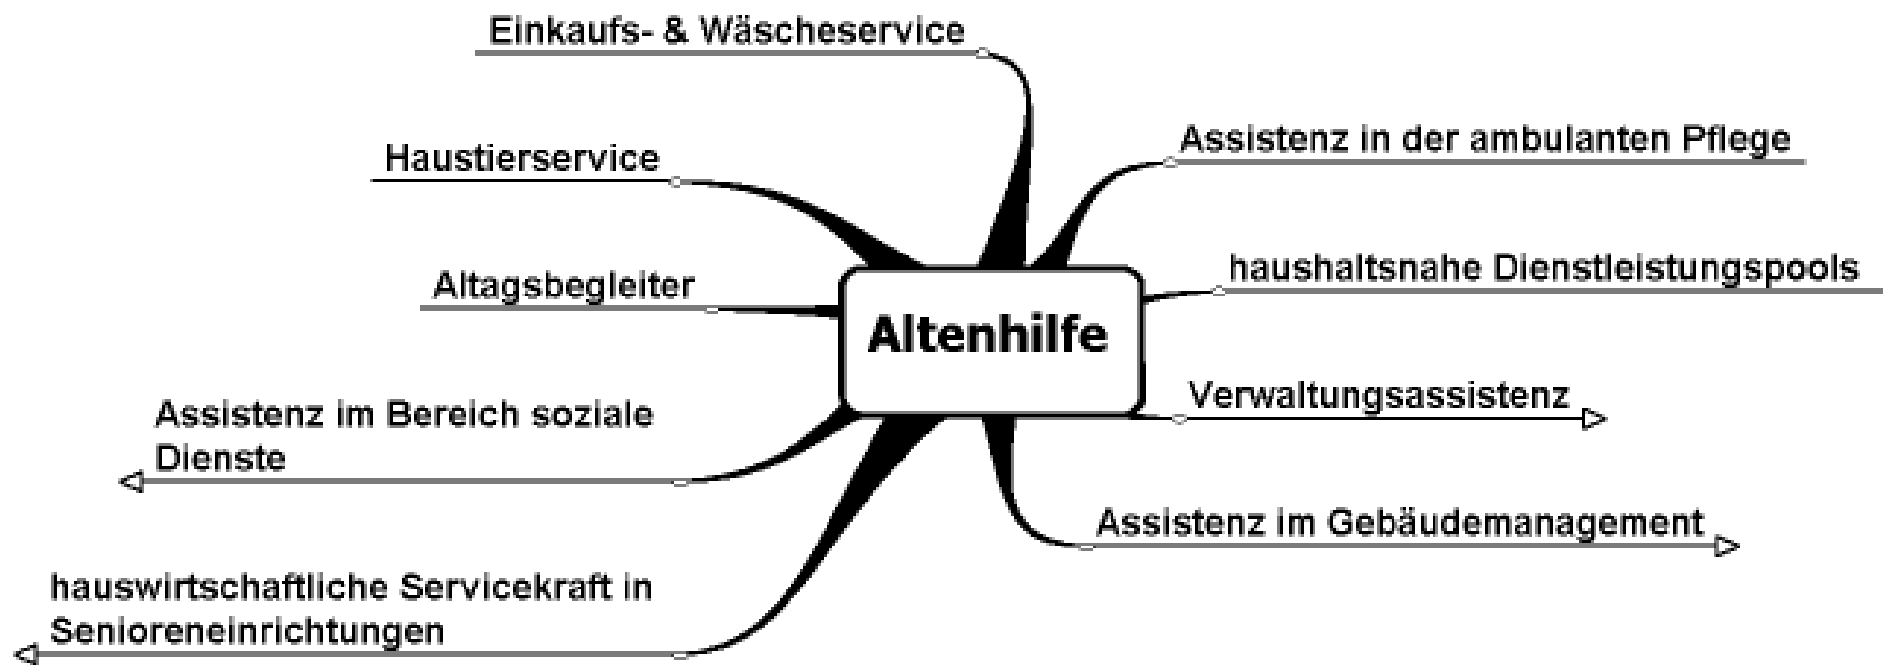 Einkaufs- & Wäscheservice
Assistenz in der ambulanten Pflege
Haustierservice
haushaltsnahe Dienstleistungspools
Altagsbegleiter
Altenhilfe
Verwaltungsassistenz
Assistenz im Bereich soziale
Dienste
Assistenz im Gebäudemanagement
hauswirtschaftliche Servicekraft in
Senioreneinrichtungen